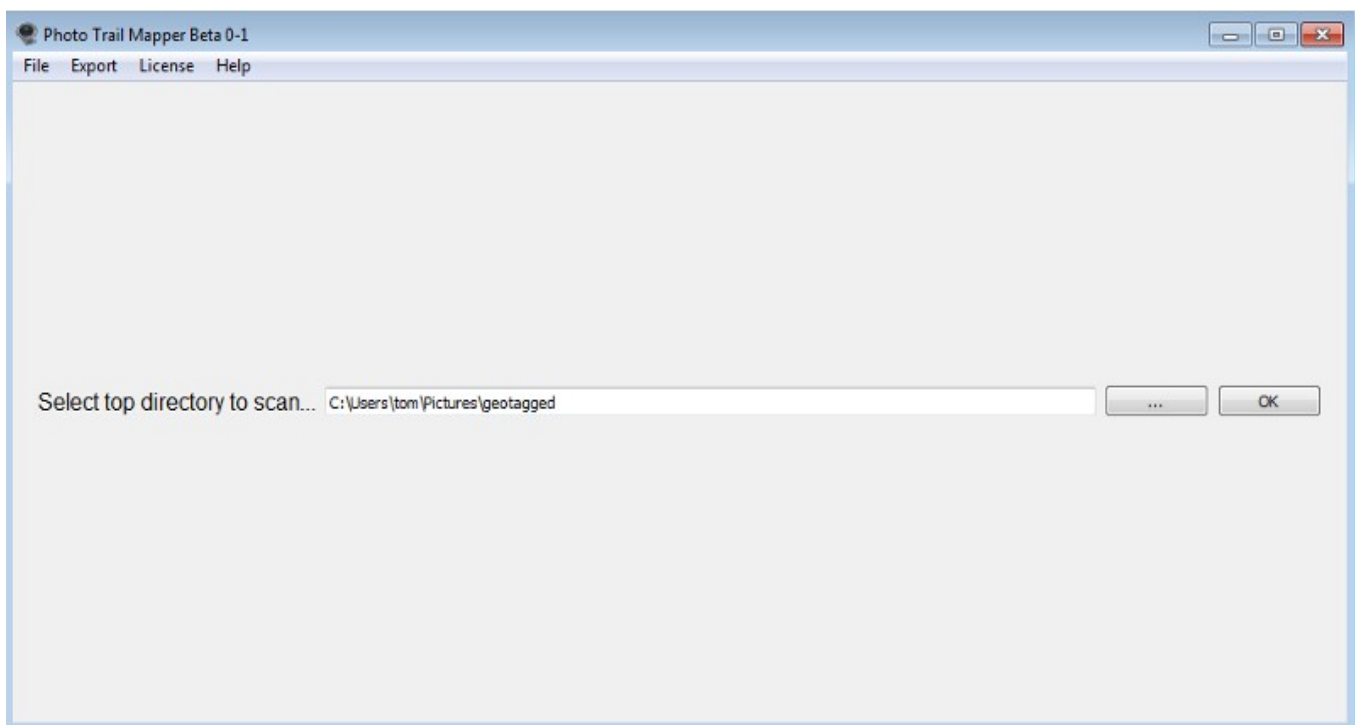 Photo Trail Mapper Beta 0-1
File Export License Help
Select top directory to scan... C:\Users\tom\Pictures\geotagged ... OK